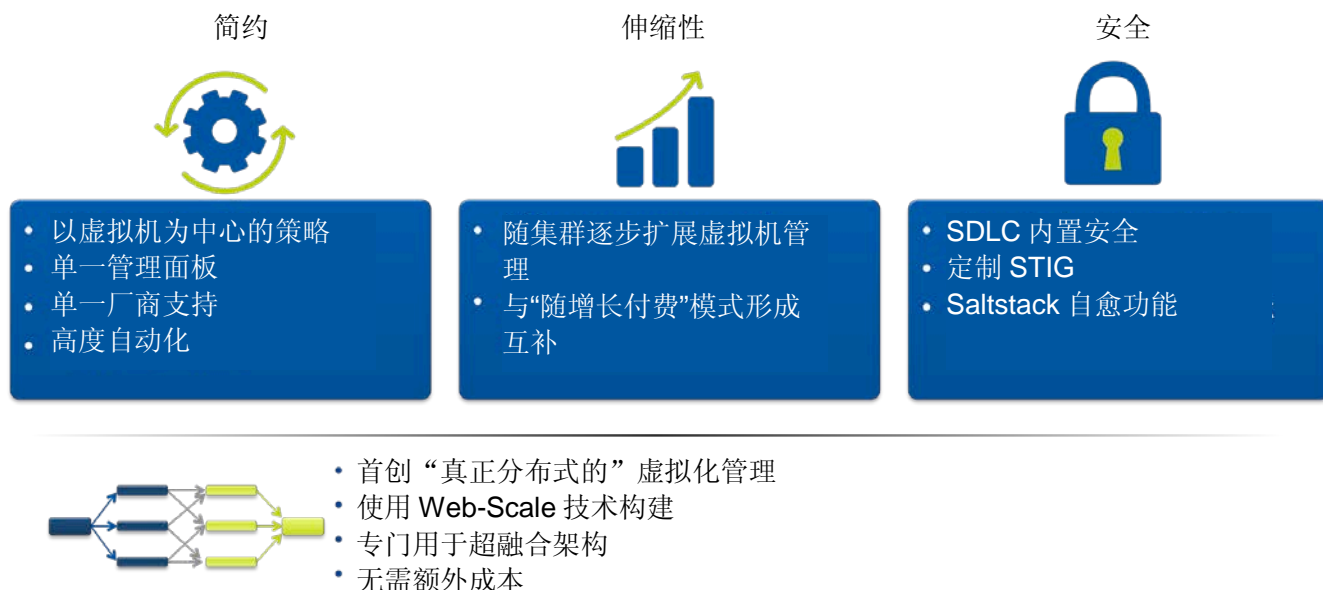 简约
伸缩性
安全
• 以虚拟机为中心的策略
• 单一管理面板
• 单一厂商支持
• 高度自动化
• 随集群逐步扩展虚拟机管
理
• 与“随增长付费”模式形成
互补
• SDLC 内置安全
• 定制 STIG
• Saltstack 自愈功能
• 首创“真正分布式的”虚拟化管理
• 使用 Web-Scale 技术构建
• 专门用于超融合架构
• 无需额外成本